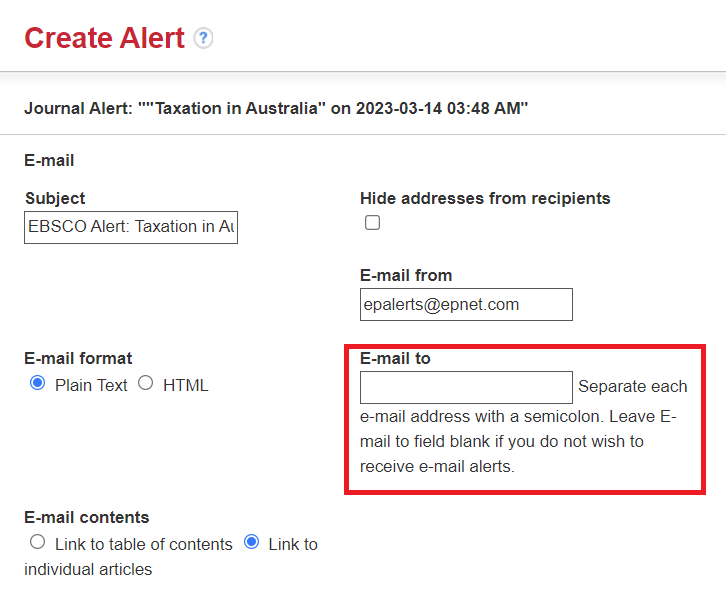 Create Alert ?
Journal Alert: ""Taxation in Australia" on 2023-03-14 03:48 AM"
E-mail
Subject
EBSCO Alert: Taxation in Au
Hide addresses from recipients
E-mail from
epalerts@epnet.com
E-mail format
Plain Text HTML
E-mail to
Separate each
e-mail address with a semicolon. Leave E-
mail to field blank if you do not wish to
receive e-mail alerts.
E-mail contents
Link to table of contents Link to
individual articles